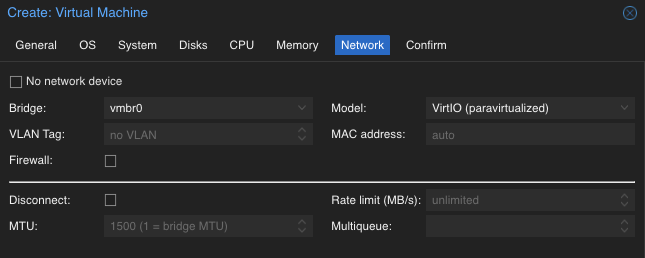 Create: Virtual Machine
General OS System Disks CPU Memory Network Confirm
No network device
Bridge: vmbr0 Model: VirtIO (paravirtualized)
VLAN Tag: no VLAN MAC address: auto
Firewall:
Disconnect: Rate limit (MB/s): unlimited
MTU: 1500 (1 = bridge MTU) Multiqueue: